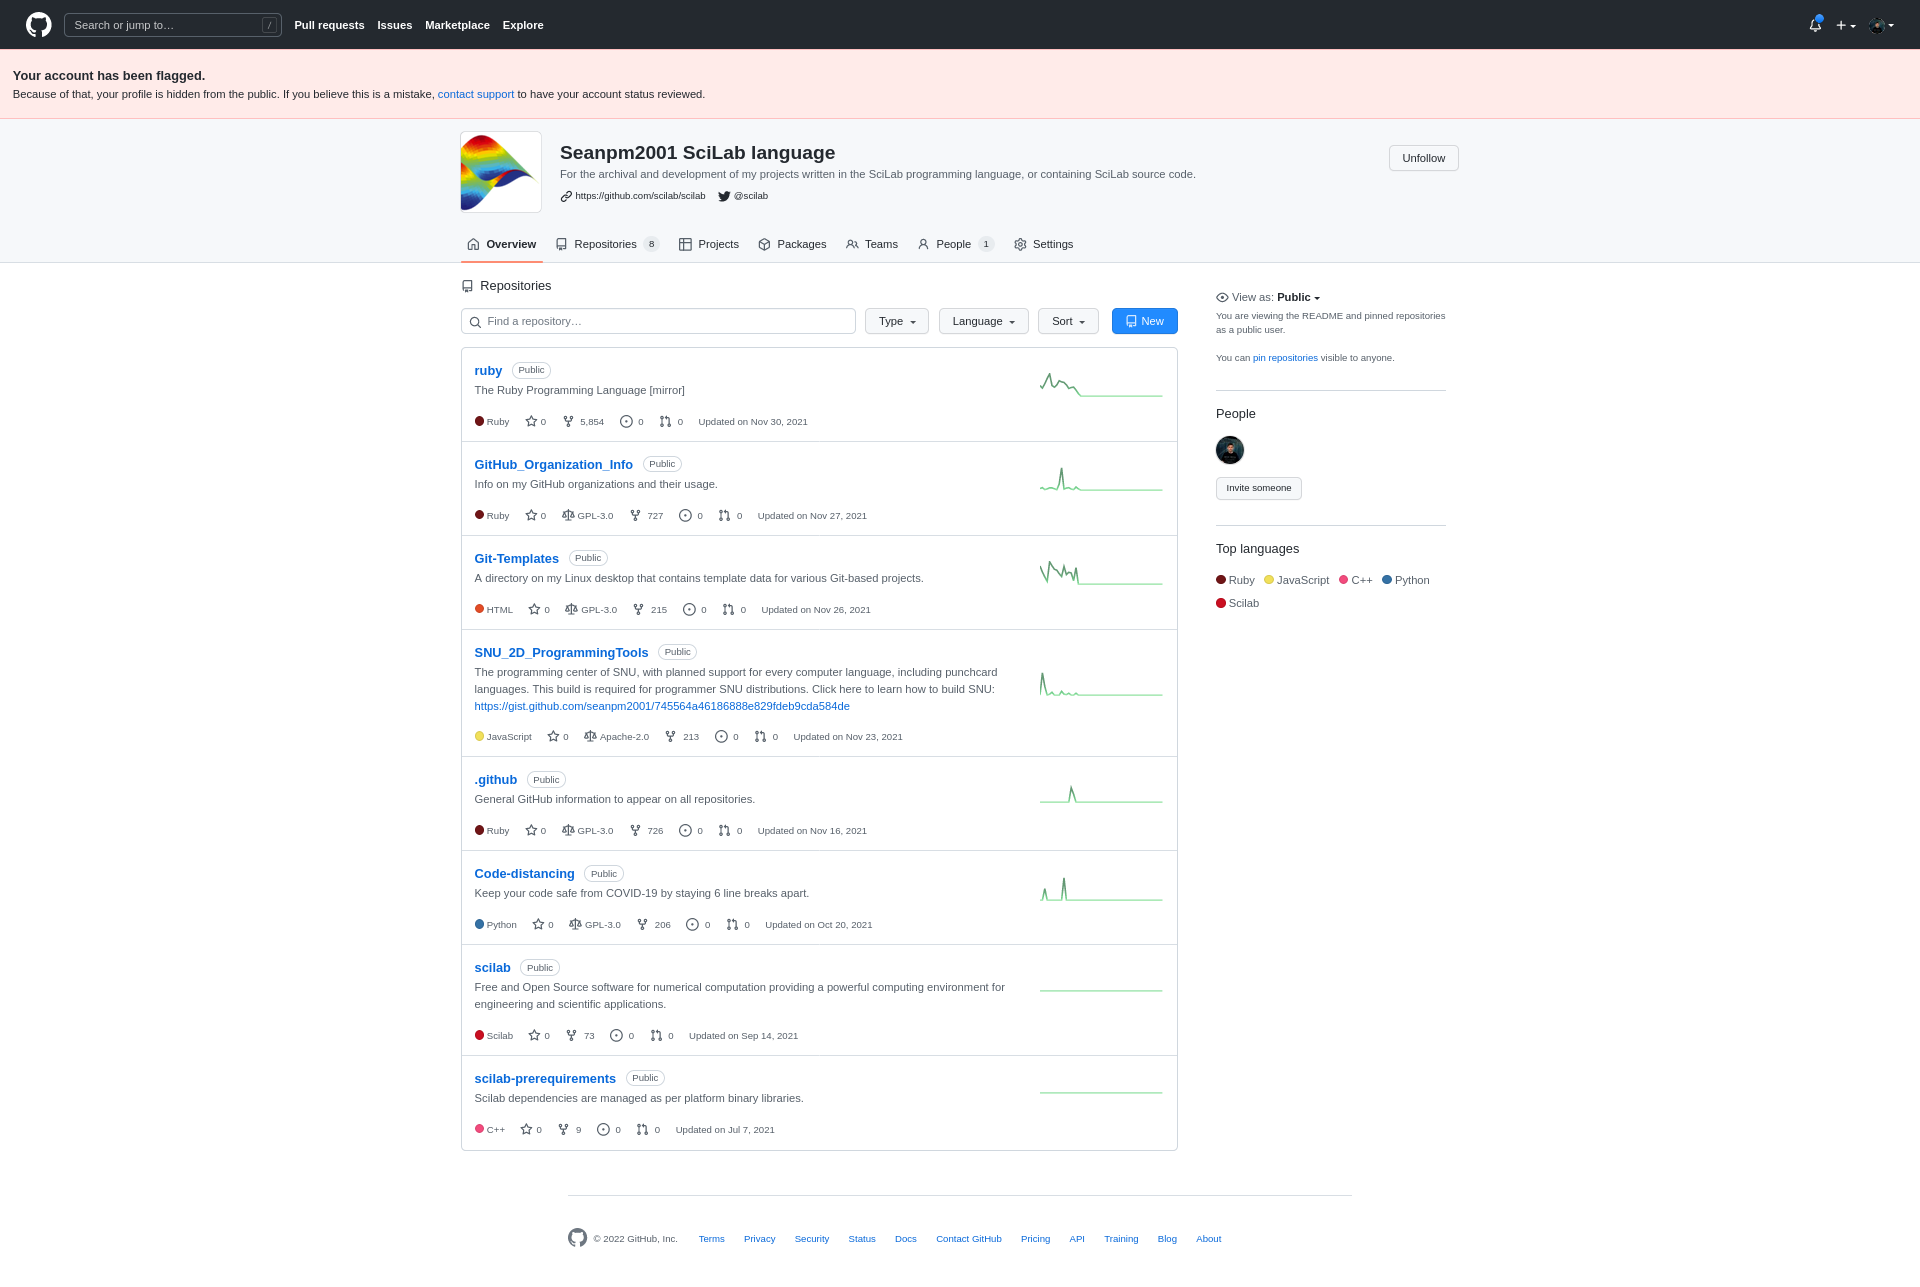 Search or jump to… /
Pull requests Issues Marketplace Explore
Your account has been flagged.
Because of that, your profile is hidden from the public. If you believe this is a mistake, contact support to have your account status reviewed.
Seanpm2001 SciLab language
For the archival and development of my projects written in the SciLab programming language, or containing SciLab source code.
https://github.com/scilab/scilab @scilab
Unfollow
Overview Repositories 8 Projects Packages Teams People 1 Settings
Repositories
Find a repository… Type Language Sort New
ruby Public
The Ruby Programming Language [mirror]
Ruby 0 5,854 0 0 Updated on Nov 30, 2021
GitHub_Organization_Info Public
Info on my GitHub organizations and their usage.
Ruby 0 GPL-3.0 727 0 0 Updated on Nov 27, 2021
Git-Templates Public
A directory on my Linux desktop that contains template data for various Git-based projects.
HTML 0 GPL-3.0 215 0 0 Updated on Nov 26, 2021
SNU_2D_ProgrammingTools Public
The programming center of SNU, with planned support for every computer language, including punchcard
languages. This build is required for programmer SNU distributions. Click here to learn how to build SNU:
https://gist.github.com/seanpm2001/745564a46186888e829fdeb9cda584de
JavaScript 0 Apache-2.0 213 0 0 Updated on Nov 23, 2021
.github Public
General GitHub information to appear on all repositories.
Ruby 0 GPL-3.0 726 0 0 Updated on Nov 16, 2021
Code-distancing Public
Keep your code safe from COVID-19 by staying 6 line breaks apart.
Python 0 GPL-3.0 206 0 0 Updated on Oct 20, 2021
scilab Public
Free and Open Source software for numerical computation providing a powerful computing environment for
engineering and scientific applications.
Scilab 0 73 0 0 Updated on Sep 14, 2021
scilab-prerequirements Public
Scilab dependencies are managed as per platform binary libraries.
C++ 0 9 0 0 Updated on Jul 7, 2021
View as: Public
You are viewing the README and pinned repositories
as a public user.
You can pin repositories visible to anyone.
People
Invite someone
Top languages
Ruby JavaScript C++ Python
Scilab
© 2022 GitHub, Inc. Terms Privacy Security Status Docs Contact GitHub Pricing API Training Blog About